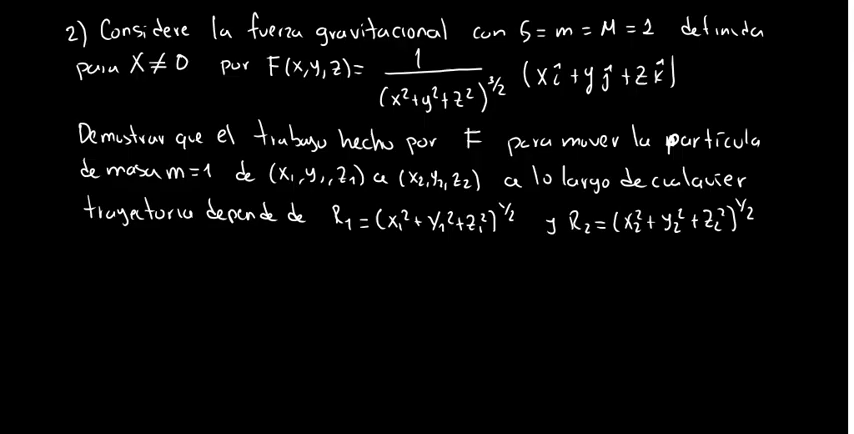 2) Considere la fuerza gravitacional con G = m = M = 1 definida
para X ≠ 0 por F(x,y,z) = 1/(x²+y²+z²)^3/2 (x î + y ĵ + z k̂)
Demostrar que el trabajo hecho por F para mover la partícula
de masa m = 1 de (x₁,y₁,z₁) a (x₂,y₂,z₂) a lo largo de cualquier
trayectoria depende de R₁ = (x₁²+y₁²+z₁²)^1/2 y R₂ = (x₂²+y₂²+z₂²)^1/2